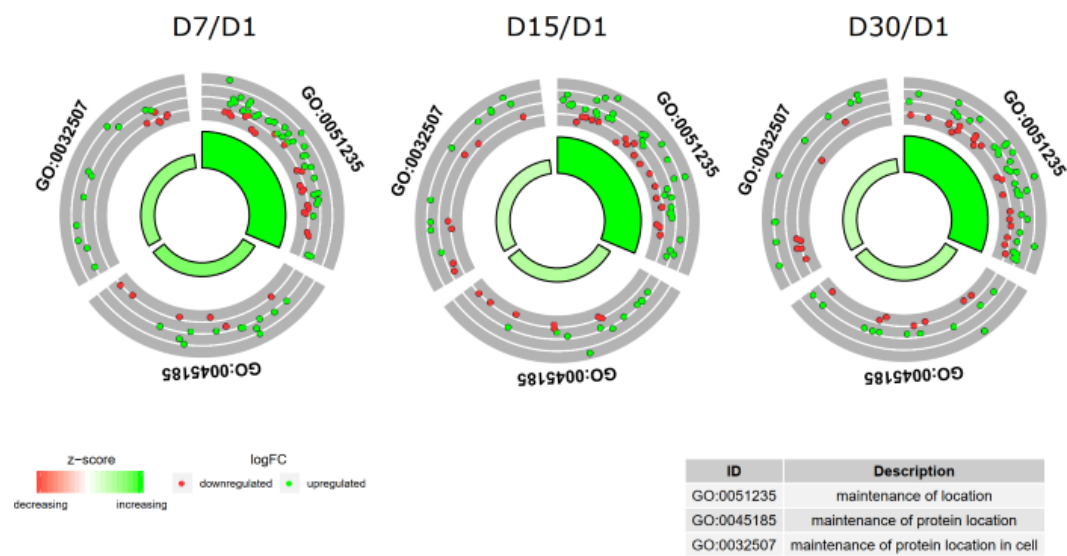 D7/D1
D15/D1
D30/D1
GO:0032507
GO:0051235
GO:0045185
GO:0032507
GO:0051235
GO:0045185
GO:0032507
GO:0051235
GO:0045185
z-score
decreasing increasing
logFC
downregulated upregulated
ID Description
GO:0051235 maintenance of location
GO:0045185 maintenance of protein location
GO:0032507 maintenance of protein location in cell